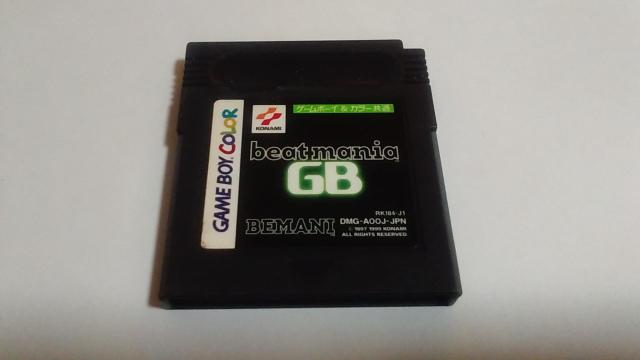 GAME BOY COLOR
KONAMI
ゲームボーイ & カラー共通
beatmania
GB
BEMANI
RK184-J1
DMG-AOOJ-JPN
© 1997 1999 KONAMI
ALL RIGHTS RESERVED.